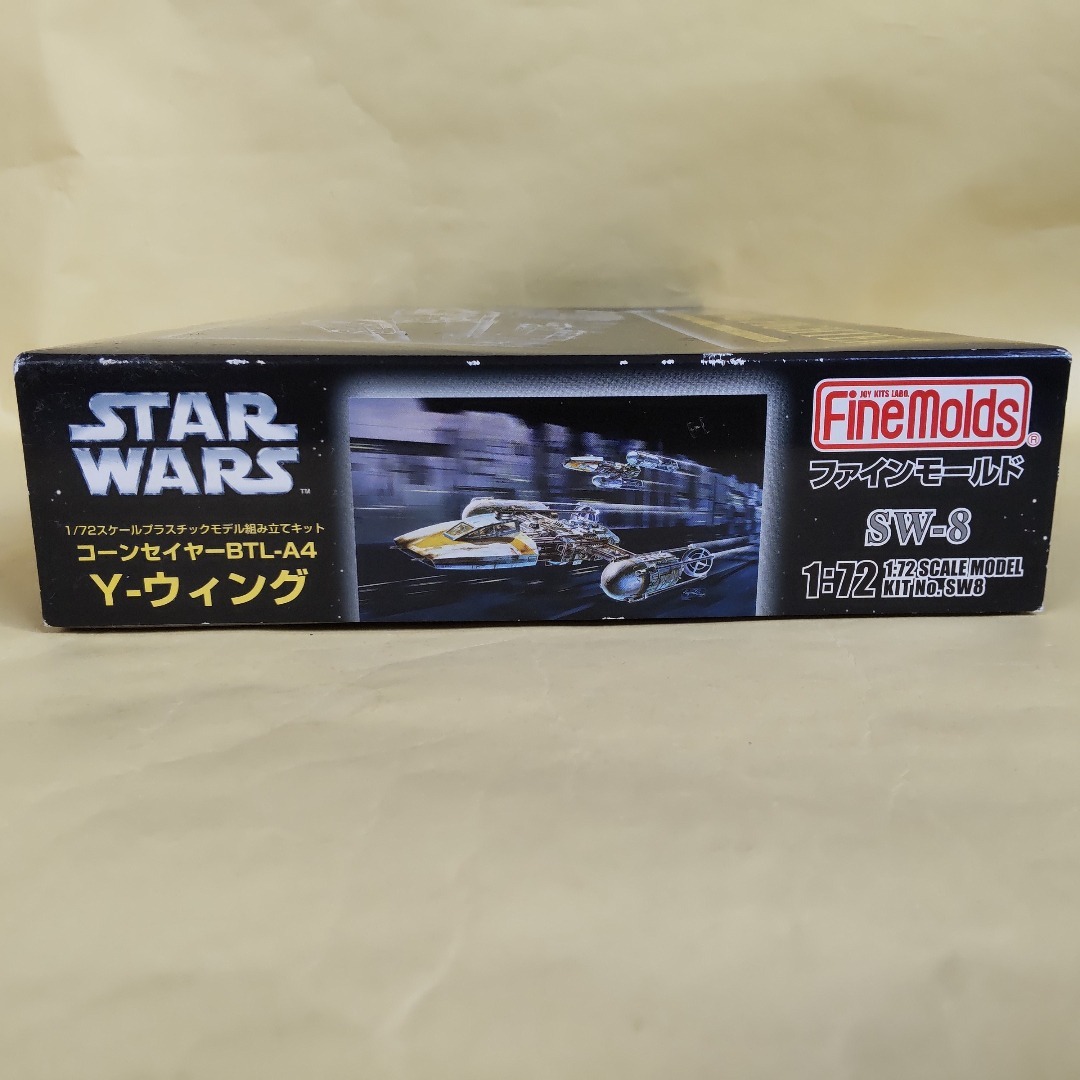 STAR
WARS
™
1/72スケールプラスチックモデル組み立てキット
コーンセイヤーBTL-A4
Y-ウィング
JOY KITS LABO.
FineMolds
®
ファインモールド
SW-8
1:72
1:72 SCALE MODEL
KIT No. SW8